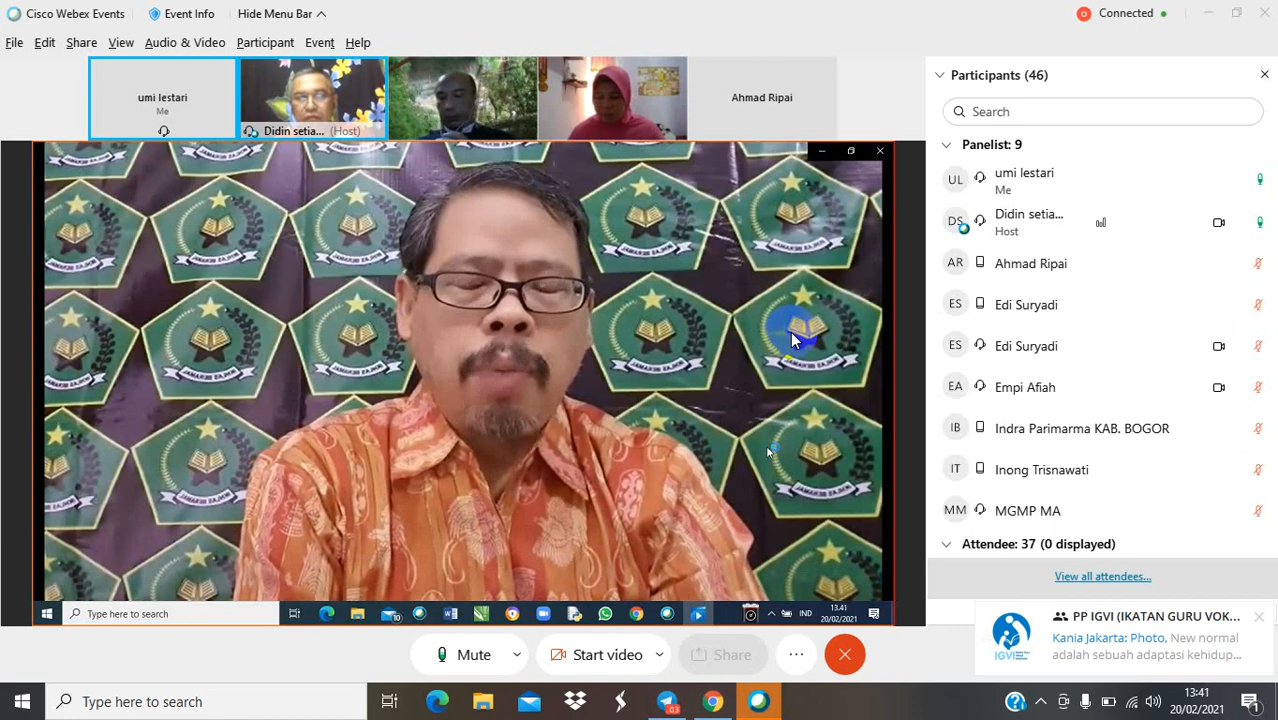 Cisco Webex Events
Event Info
Hide Menu Bar
Connected
File Edit Share View Audio & Video Participant Event Help
umi lestari
Me
Didin setia... (Host)
Ahmad Ripai
Participants (46)
Search
Panelist: 9
UL umi lestari
Me
DS Didin setia...
Host
AR Ahmad Ripai
ES Edi Suryadi
ES Edi Suryadi
EA Empi Afiah
IB Indra Parimarma KAB. BOGOR
IT Inong Trisnawati
MM MGMP MA
Attendee: 37 (0 displayed)
View all attendees...
PP IGVI (IKATAN GURU VOK...
Kania Jakarta: Photo, New normal
adalah sebuah adaptasi kehidup...
IGVI
Type here to search
10
IND
13.41
20/02/2021
Mute
Start video
Share
Type here to search
03
13:41
20/02/2021
1